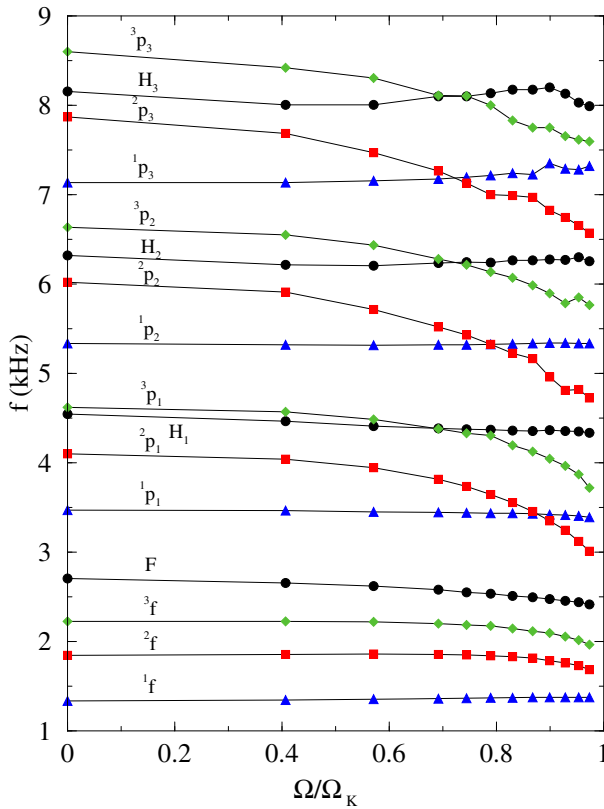 9
³p₃
H₃
8
²p₃
¹p₃
7
³p₂
H₂
²p₂
6
¹p₂
f (kHz)
5
³p₁
²p₁ H₁
4
¹p₁
3
F
³f
2
²f
¹f
1
0 0.2 0.4 0.6 0.8 1
Ω/Ω_K